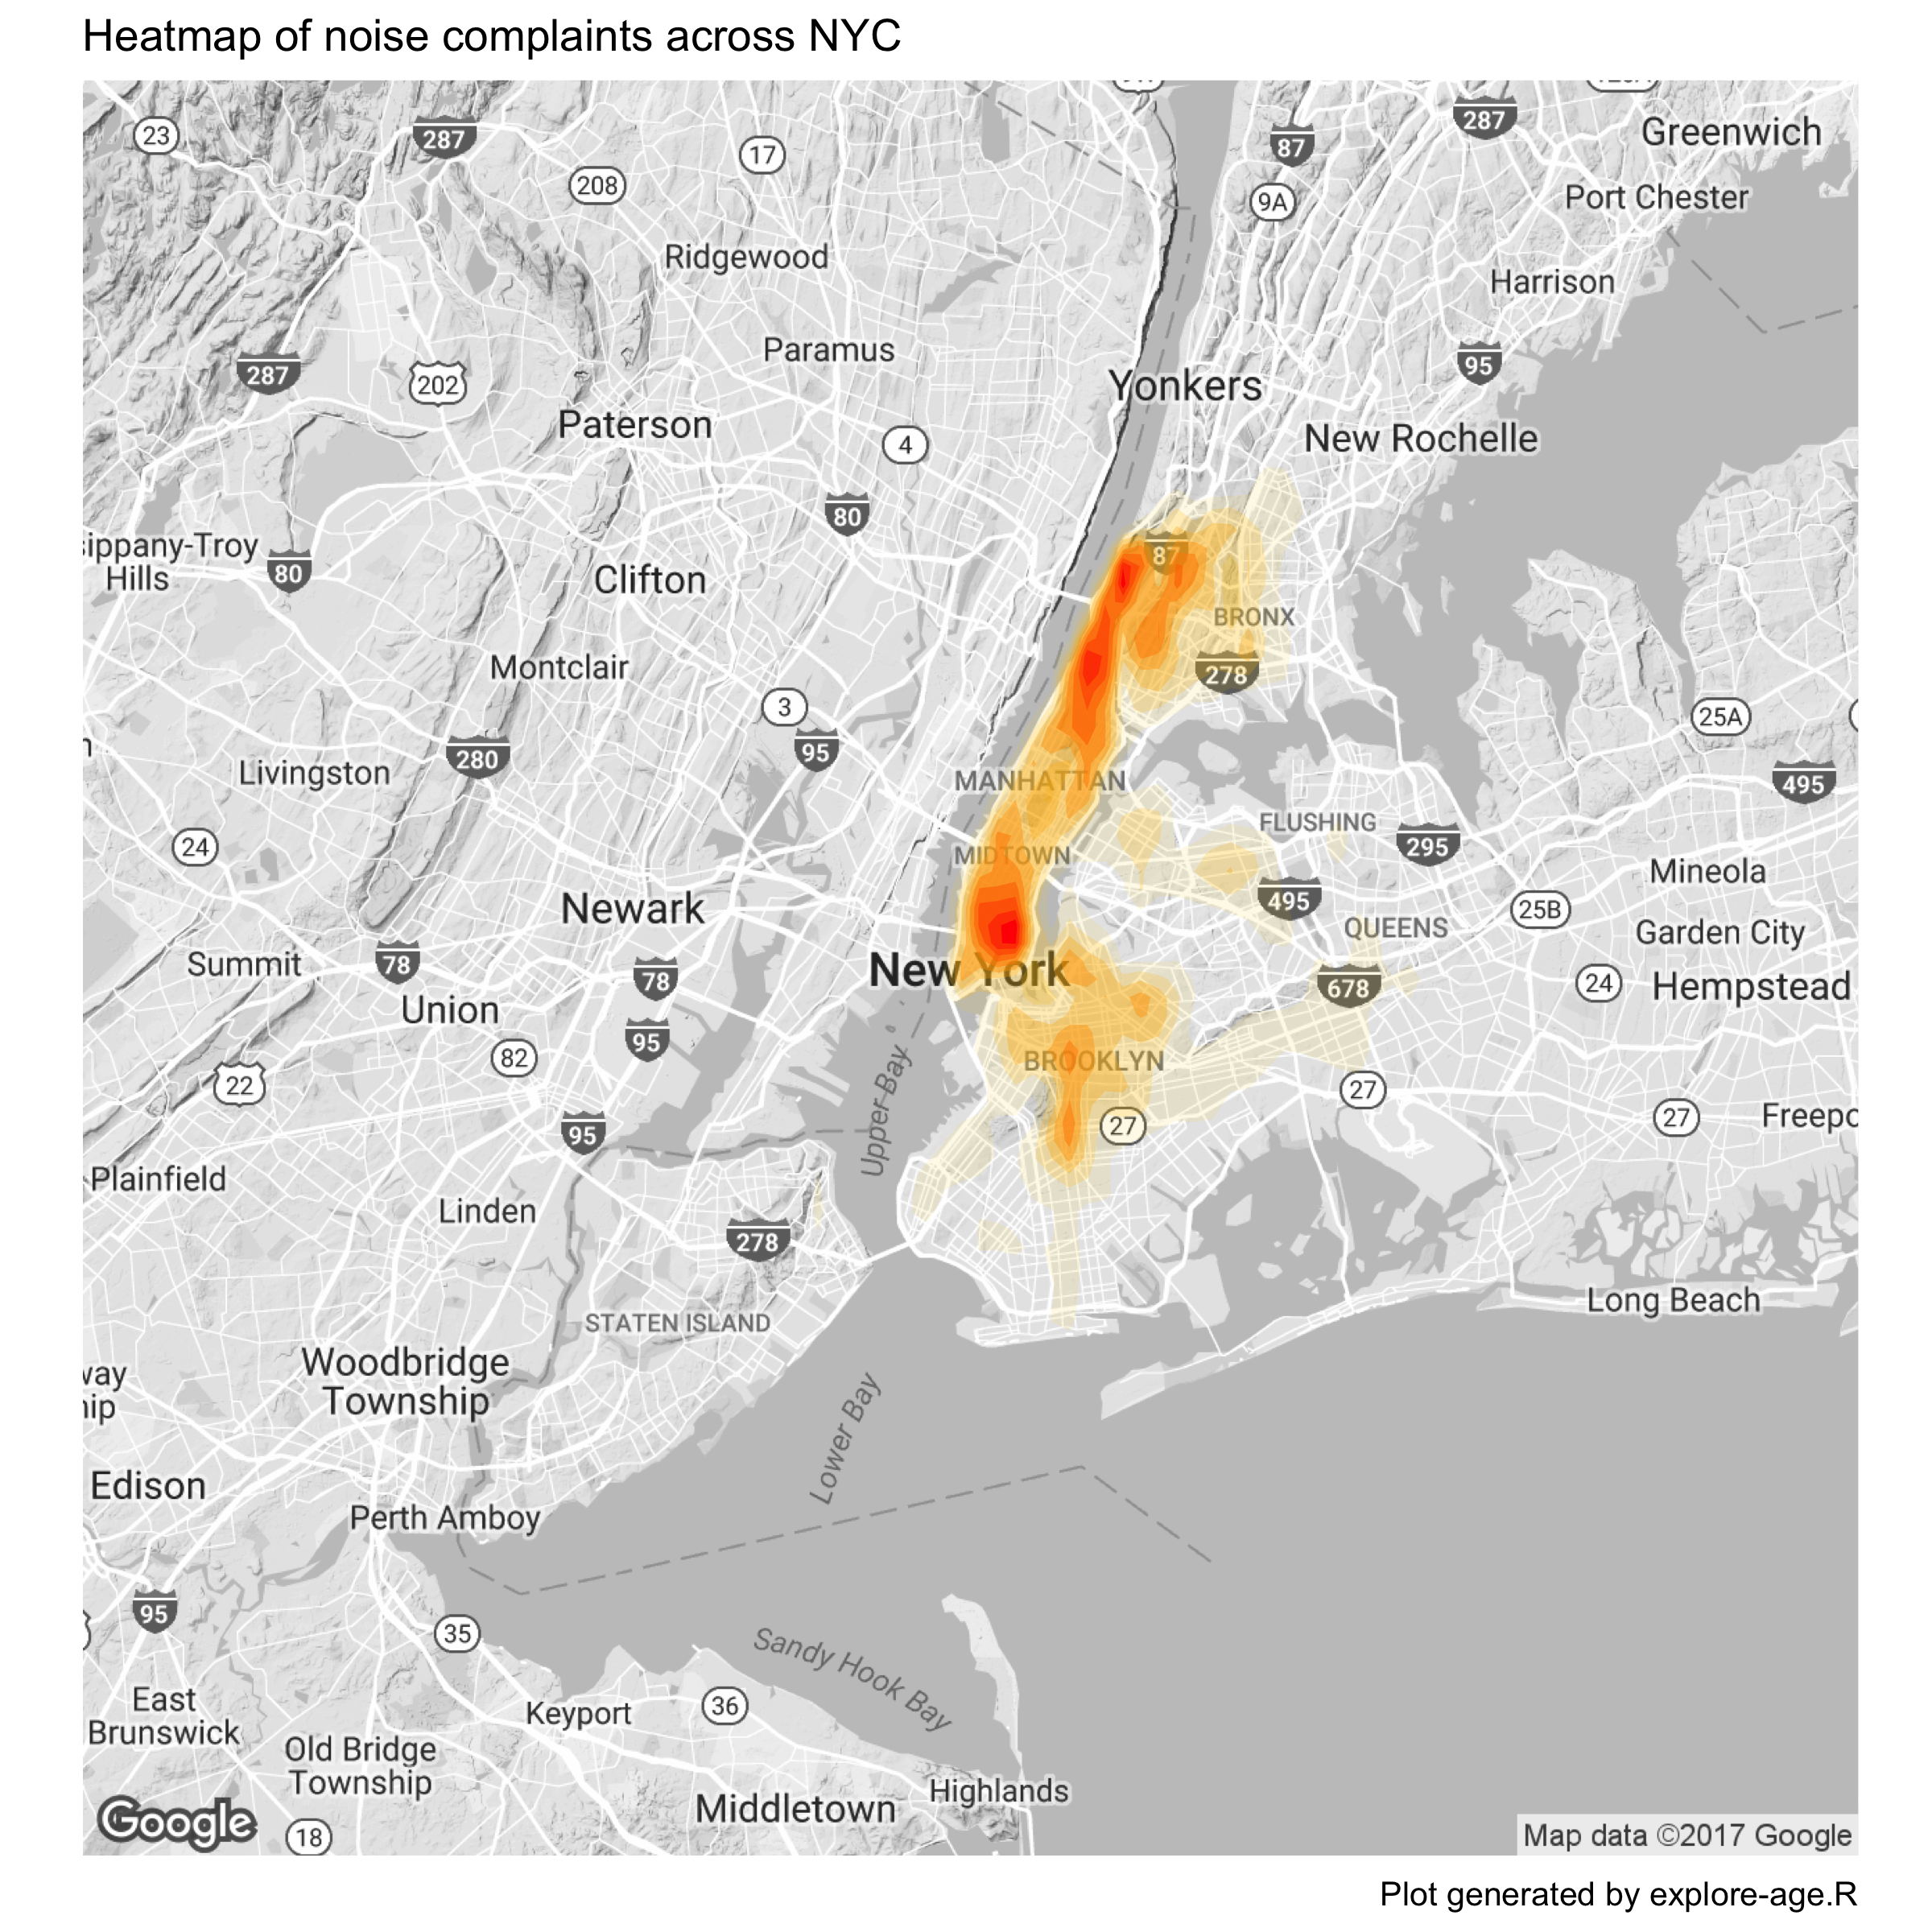 Heatmap of noise complaints across NYC
23
287
17
208
87
287
Greenwich
9A
Port Chester
Ridgewood
Harrison
Paramus
287
202
95
Yonkers
Paterson
4
New Rochelle
80
sippany-Troy
Hills
80
87
Clifton
BRONX
Montclair
278
3
25A
95
280
Livingston
MANHATTAN
495
FLUSHING
24
MIDTOWN
295
Mineola
495
Newark
25B
QUEENS
Garden City
Summit
78
78
New York
678
24
Hempstead
Union
95
82
BROOKLYN
22
27
Upper Bay
27
27
Freepo
95
Plainfield
Linden
278
STATEN ISLAND
Long Beach
Woodbridge
Township
way
hip
Lower Bay
Edison
Perth Amboy
95
35
Sandy Hook Bay
East
Brunswick
Keyport
36
Old Bridge
Township
Highlands
Middletown
Google
18
Map data ©2017 Google
Plot generated by explore-age.R